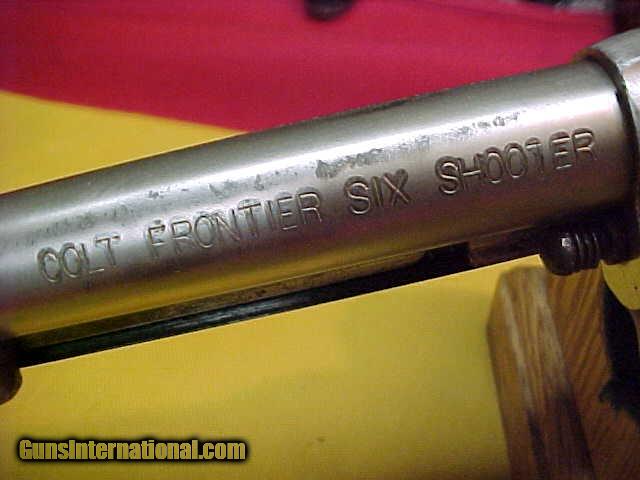 COLT FRONTIER SIX SHOOTER
GunsInternational.com